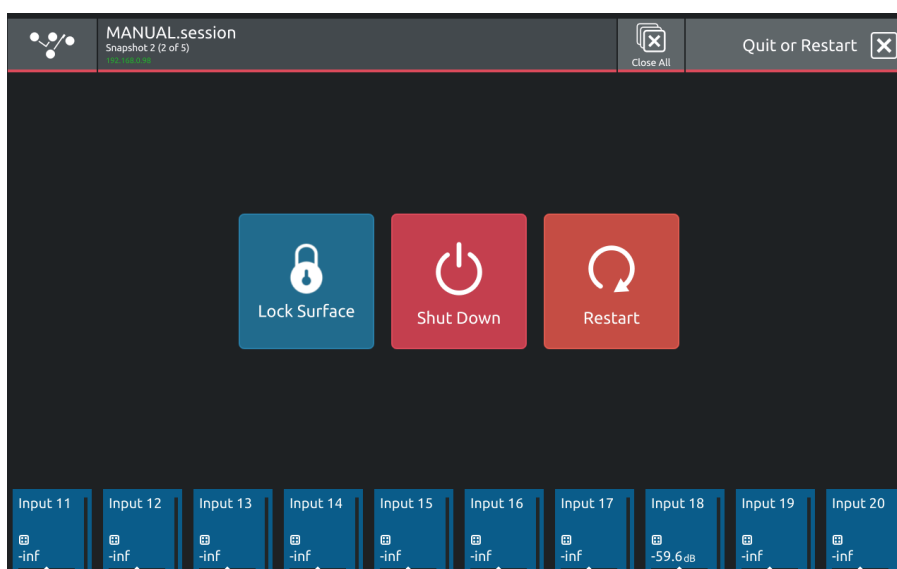 MANUAL.session
Snapshot 2 (2 of 5)
192.168.0.98
Close All
Quit or Restart
Lock Surface
Shut Down
Restart
Input 11
Input 12
Input 13
Input 14
Input 15
Input 16
Input 17
Input 18
Input 19
Input 20
-inf
-inf
-inf
-inf
-inf
-inf
-inf
-59.6dB
-inf
-inf